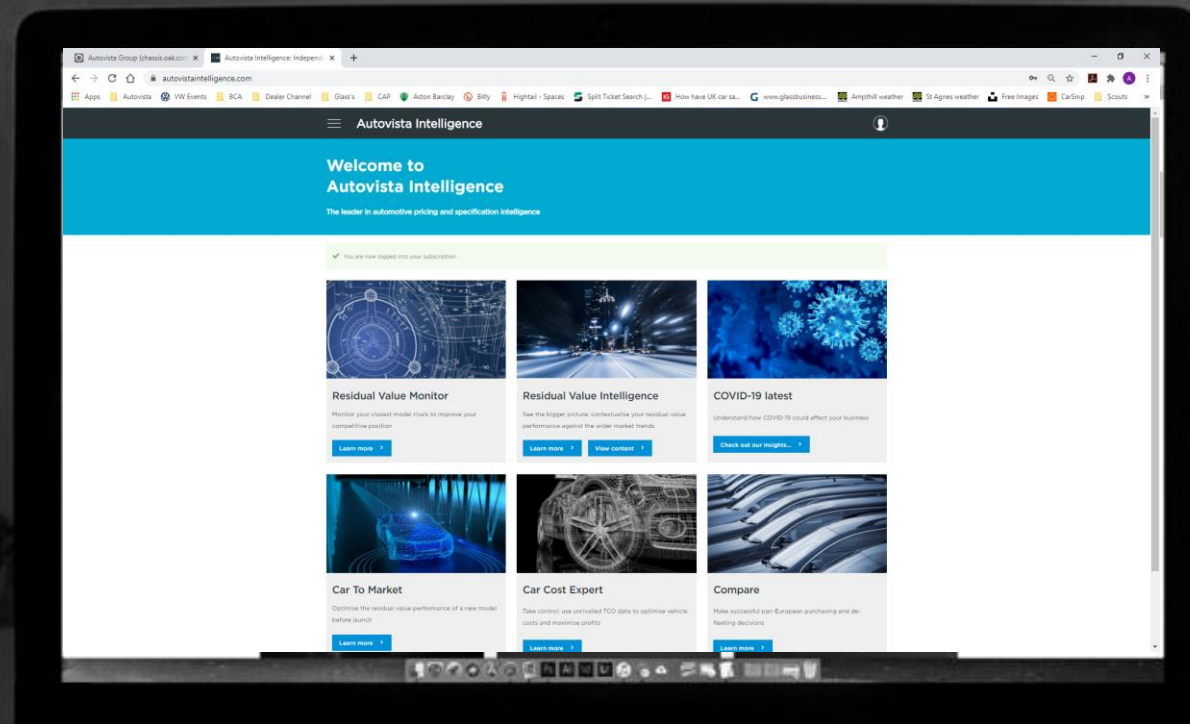 Autovista Group (chassis.oak.com
Autovista Intelligence: Independ
autovistaintelligence.com
Apps Autovista VW Events BCA Dealer Channel Glass's CAP Aston Barclay Bitly Hightail - Spaces Split Ticket Search |... How have UK car sa... www.glassbusiness.... Ampthill weather St Agnes weather Free Images CarSnip Scouts
Autovista Intelligence
Welcome to
Autovista Intelligence
The leader in automotive pricing and specification intelligence
You are now logged into your subscription.
Residual Value Monitor
Monitor your closest model rivals to improve your
competitive position
Learn more
Residual Value Intelligence
See the bigger picture: contextualise your residual value
performance against the wider market trends
Learn more View content
COVID-19 latest
Understand how COVID-19 could affect your business
Check out our insights...
Car To Market
Optimise the residual value performance of a new model
before launch
Learn more
Car Cost Expert
Take control: use unrivalled TCO data to optimise vehicle
costs and maximise profits
Learn more
Compare
Make successful pan-European purchasing and de-
fleeting decisions
Learn more